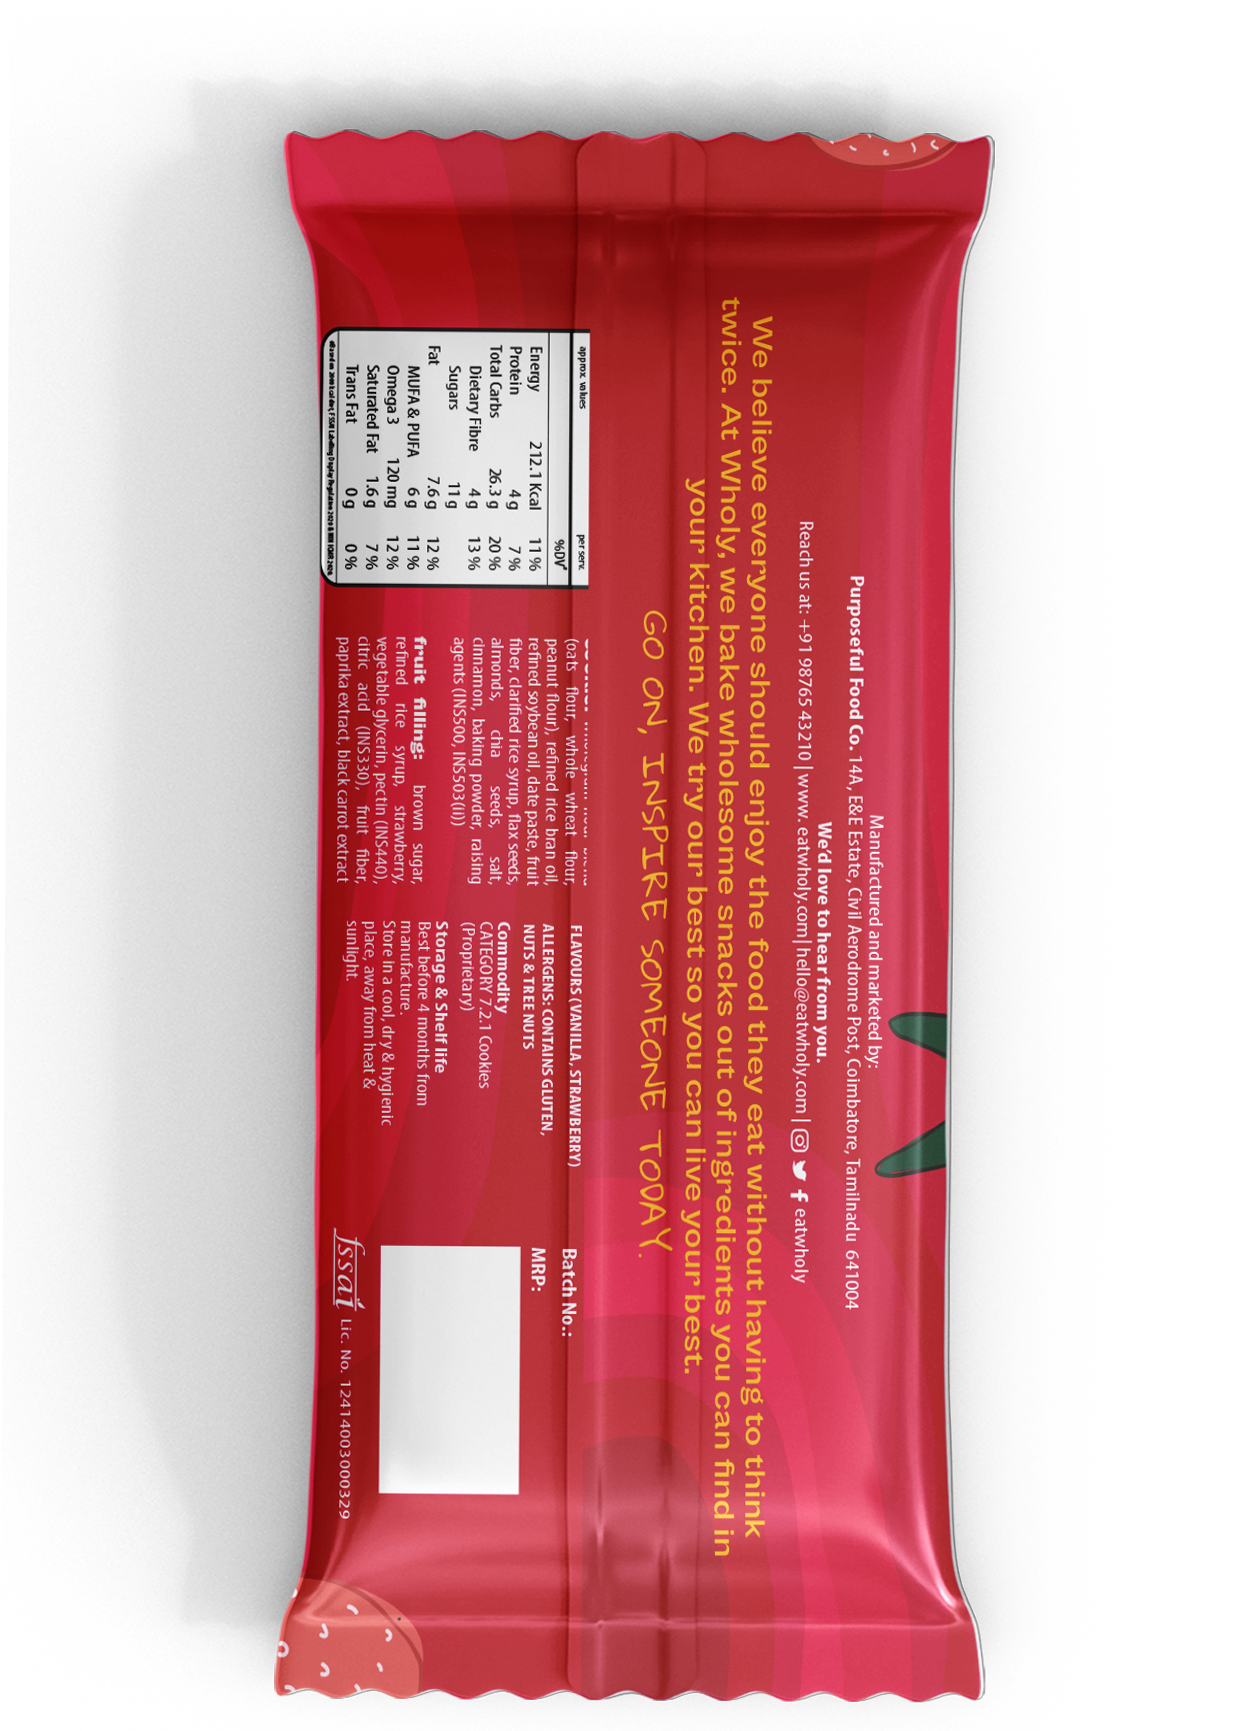 Manufactured and marketed by:
Purposeful Food Co. 14A, E&E Estate, Civil Aerodrome Post, Coimbatore, Tamilnadu 641004
We'd love to hear from you.
Reach us at: +91 98765 43210 | www. eatwholy.com| hello@eatwholy.com | eatwholy
We believe everyone should enjoy the food they eat without having to think
twice. At Wholy, we bake wholesome snacks out of ingredients you can find in
your kitchen. We try our best so you can live your best.
GO ON, INSPIRE SOMEONE TODAY.
approx. values per serv.
%DV*
Energy 212.1 Kcal 11 %
Protein 4 g 7 %
Total Carbs 26.3 g 20 %
Dietary Fibre 4 g 13 %
Sugars 11 g
Fat 7.6 g 12 %
MUFA & PUFA 6 g 11 %
Omega 3 120 mg 12 %
Saturated Fat 1.6 g 7 %
Trans Fat 0 g 0 %
(oats flour, whole wheat flour,
peanut flour), refined rice bran oil,
refined soybean oil, date paste, fruit
fiber, clarified rice syrup, flax seeds,
almonds, chia seeds, salt,
cinnamon, baking powder, raising
agents (INS500, INS503(II))
fruit filling: brown sugar,
refined rice syrup, strawberry,
vegetable glycerin, pectin (INS440),
citric acid (INS330), fruit fiber,
paprika extract, black carrot extract
FLAVOURS (VANILLA, STRAWBERRY)
ALLERGENS: CONTAINS GLUTEN,
NUTS & TREE NUTS
Commodity
CATEGORY 7.2.1 Cookies
(Proprietary)
Storage & Shelf life
Best before 4 months from
manufacture.
Store in a cool, dry & hygienic
place, away from heat &
sunlight.
Batch No.:
MRP:
fssai Lic. No. 12414003000329